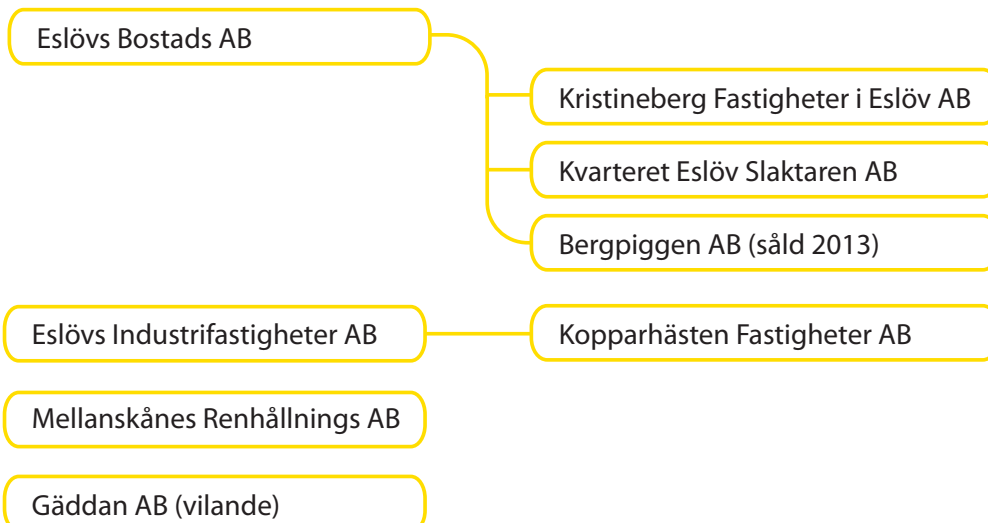 Eslövs Bostads AB
Kristineberg Fastigheter i Eslöv AB
Kvarteret Eslöv Slaktaren AB
Bergpiggen AB (såld 2013)
Eslövs Industrifastigheter AB
Kopparhästen Fastigheter AB
Mellanskånes Renhållnings AB
Gäddan AB (vilande)